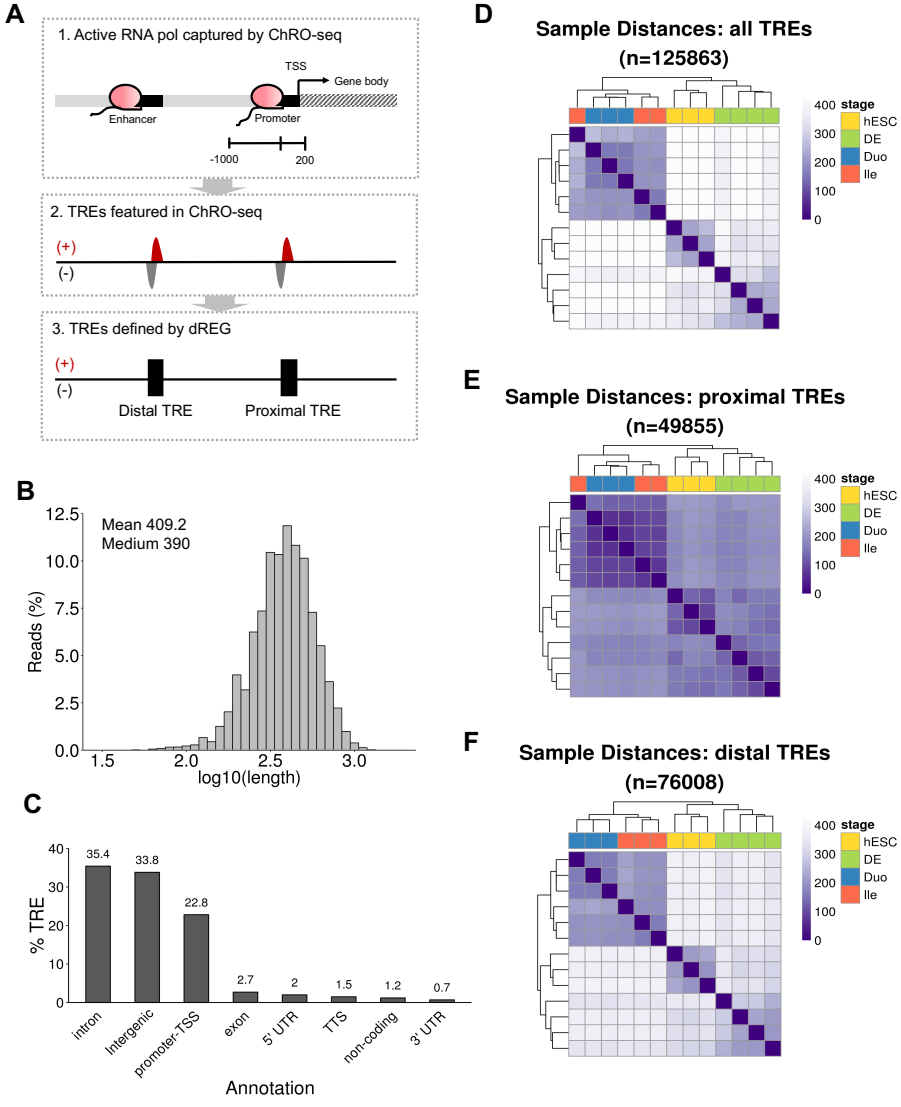 A
1. Active RNA pol captured by ChRO-seq
TSS
Gene body
Enhancer
Promoter
-1000
200
2. TREs featured in ChRO-seq
(+)
(-)
3. TREs defined by dREG
(+)
(-)
Distal TRE
Proximal TRE
B
Mean 409.2
Medium 390
Reads (%)
12.5
10.0
7.5
5.0
2.5
0.0
1.5
2.0
2.5
3.0
log10(length)
C
% TRE
40
30
20
10
0
35.4
33.8
22.8
2.7
2
1.5
1.2
0.7
intron
Intergenic
promoter-TSS
exon
5' UTR
TTS
non-coding
3' UTR
Annotation
D
Sample Distances: all TREs
(n=125863)
400
300
200
100
0
stage
hESC
DE
Duo
Ile
E
Sample Distances: proximal TREs
(n=49855)
400
300
200
100
0
stage
hESC
DE
Duo
Ile
F
Sample Distances: distal TREs
(n=76008)
400
300
200
100
0
stage
hESC
DE
Duo
Ile